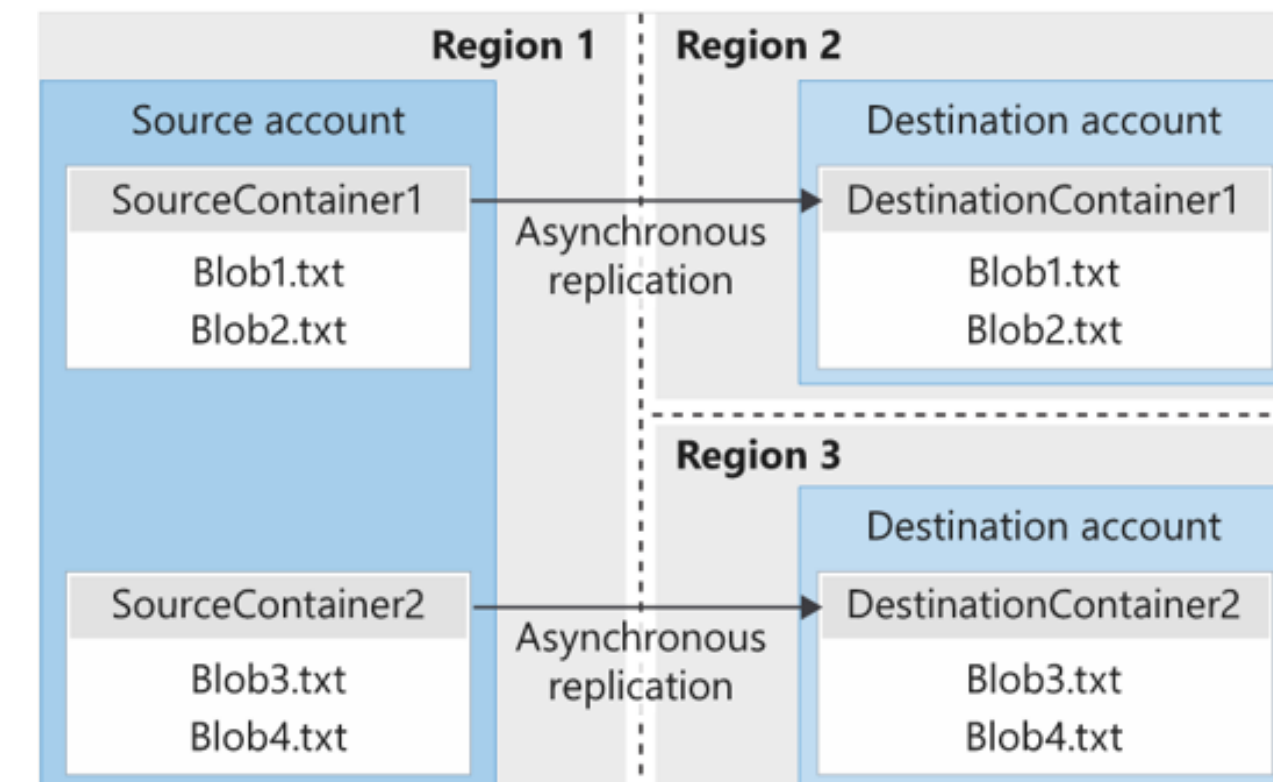 Region 1
Source account
SourceContainer1
Blob1.txt
Blob2.txt
Asynchronous
replication
Region 2
Destination account
DestinationContainer1
Blob1.txt
Blob2.txt
SourceContainer2
Blob3.txt
Blob4.txt
Asynchronous
replication
Region 3
Destination account
DestinationContainer2
Blob3.txt
Blob4.txt